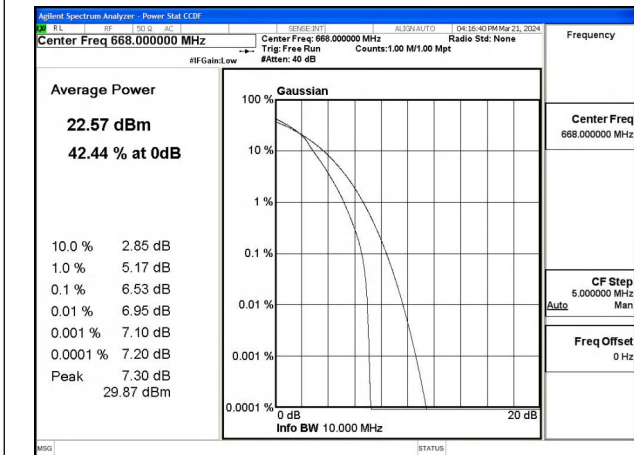 Agilent Spectrum Analyzer - Power Stat CCDF
RL RF 50 Ω AC SENSE:INT ALIGNAUTO 04:16:40 PM Mar 21, 2024
Center Freq 668.000000 MHz Center Freq: 668.000000 MHz Radio Std: None
Trig: Free Run Counts:1.00 M/1.00 Mpt
#IFGain:Low #Atten: 40 dB
Frequency
Average Power
22.57 dBm
42.44 % at 0dB
10.0 % 2.85 dB
1.0 % 5.17 dB
0.1 % 6.53 dB
0.01 % 6.95 dB
0.001 % 7.10 dB
0.0001 % 7.20 dB
Peak 7.30 dB
29.87 dBm
Gaussian
100 %
10 %
1 %
0.1 %
0.01 %
0.001 %
0.0001 %
0 dB 20 dB
Info BW 10.000 MHz
Center Freq
668.000000 MHz
CF Step
5.000000 MHz
Auto Man
Freq Offset
0 Hz
MSG STATUS